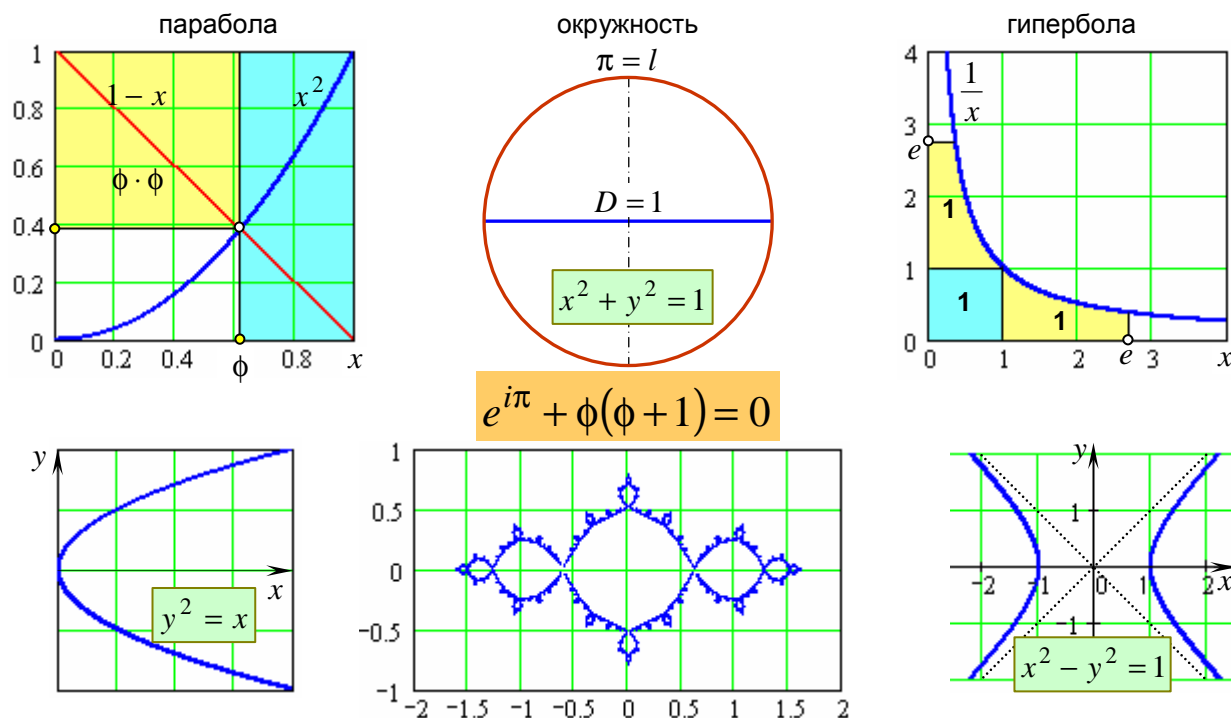 парабола
1
0.8
0.6
0.4
0.2
0
1 − x
x²
ϕ · ϕ
0 0.2 0.4 0.8 x
ϕ
окружность
π = l
D = 1
x² + y² = 1
гипербола
4
3
e
2
1
0
1/x
1
1
1
0 1 2 e 3 x
e^{iπ} + ϕ(ϕ + 1) = 0
y
x
y² = x
1
0.5
0
−0.5
−1
−2 −1.5 −1 −0.5 0 0.5 1 1.5 2
y
1
−2 −1 0 1 2 x
−1
x² − y² = 1